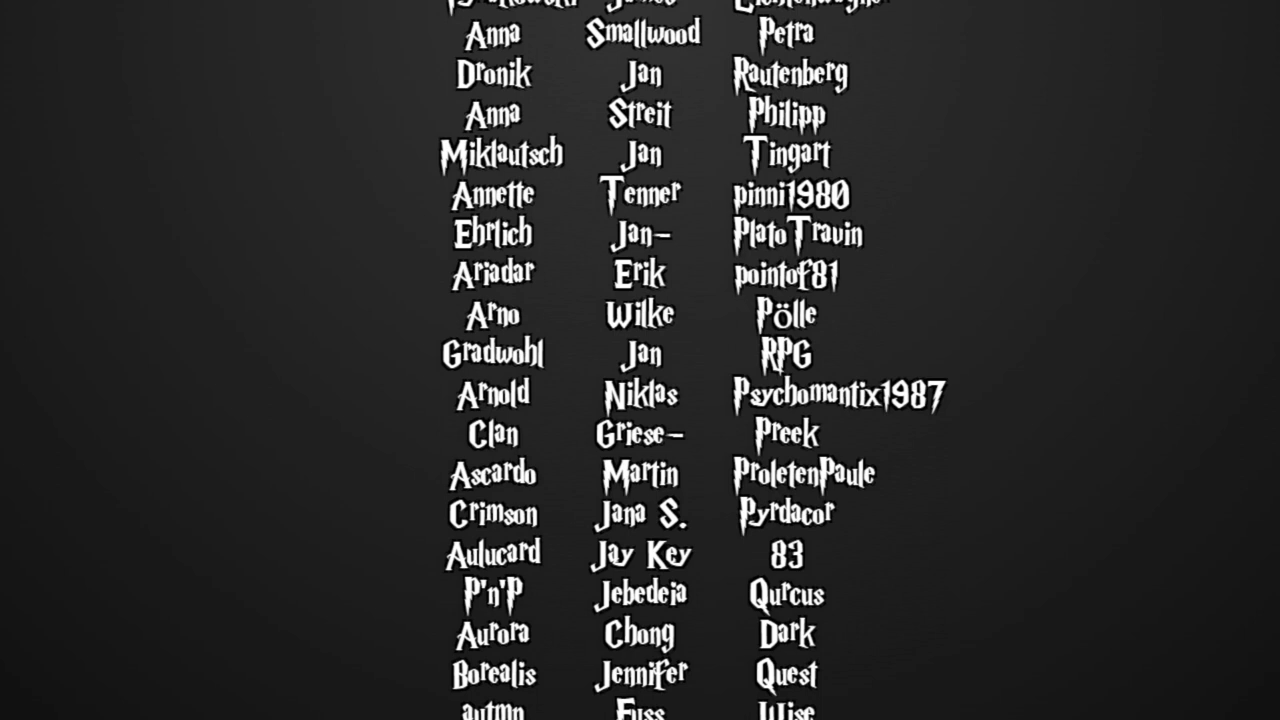 Anna Smallwood Petra
Dronik Jan Rautenberg
Anna Streit Philipp
Miklautsch Jan Tingart
Annette Tenner pinni1980
Ehrlich Jan- PlatoTravin
Ariadar Erik pointof81
Arno Wilke Pölle
Gradwohl Jan RPG
Arnold Niklas Psychomantix1987
Clan Griese- Preek
Ascardo Martin ProletenPaule
Crimson Jana S. Pyrdacor
Aulucard Jay Key 83
P'n'P Jebedeia Qurcus
Aurora Chong Dark
Borealis Jennifer Quest
autmn Fuss Wise